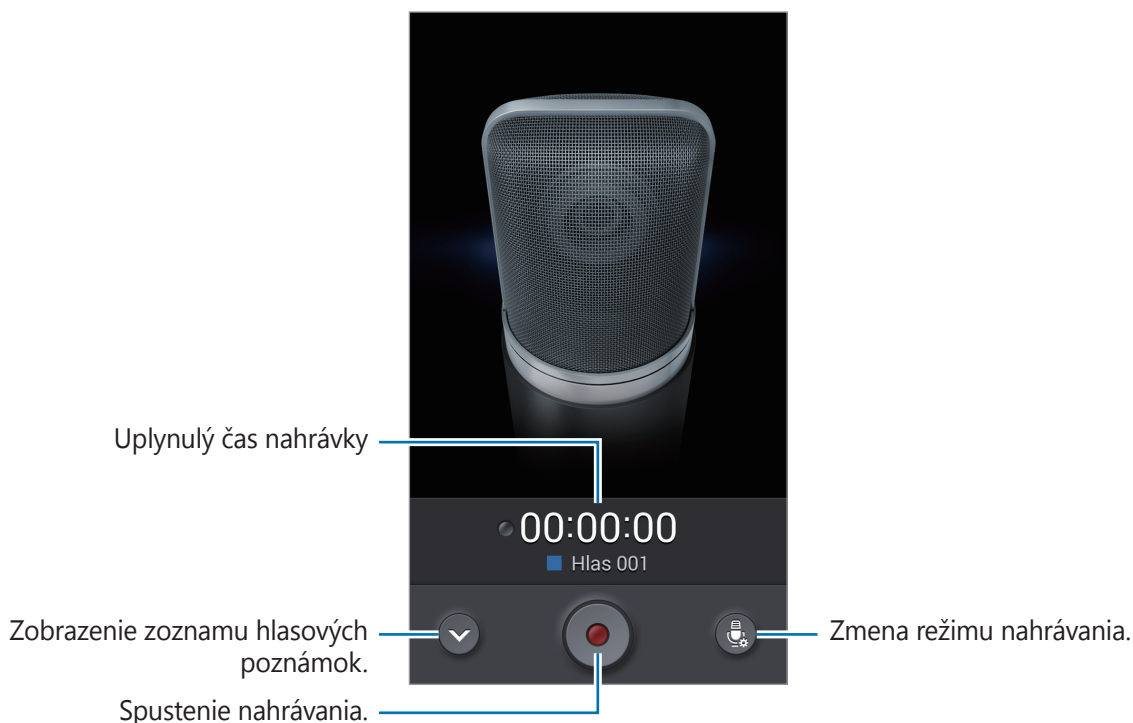 Uplynulý čas nahrávky
00:00:00
Hlas 001
Zobrazenie zoznamu hlasových
poznámok.
Zmena režimu nahrávania.
Spustenie nahrávania.